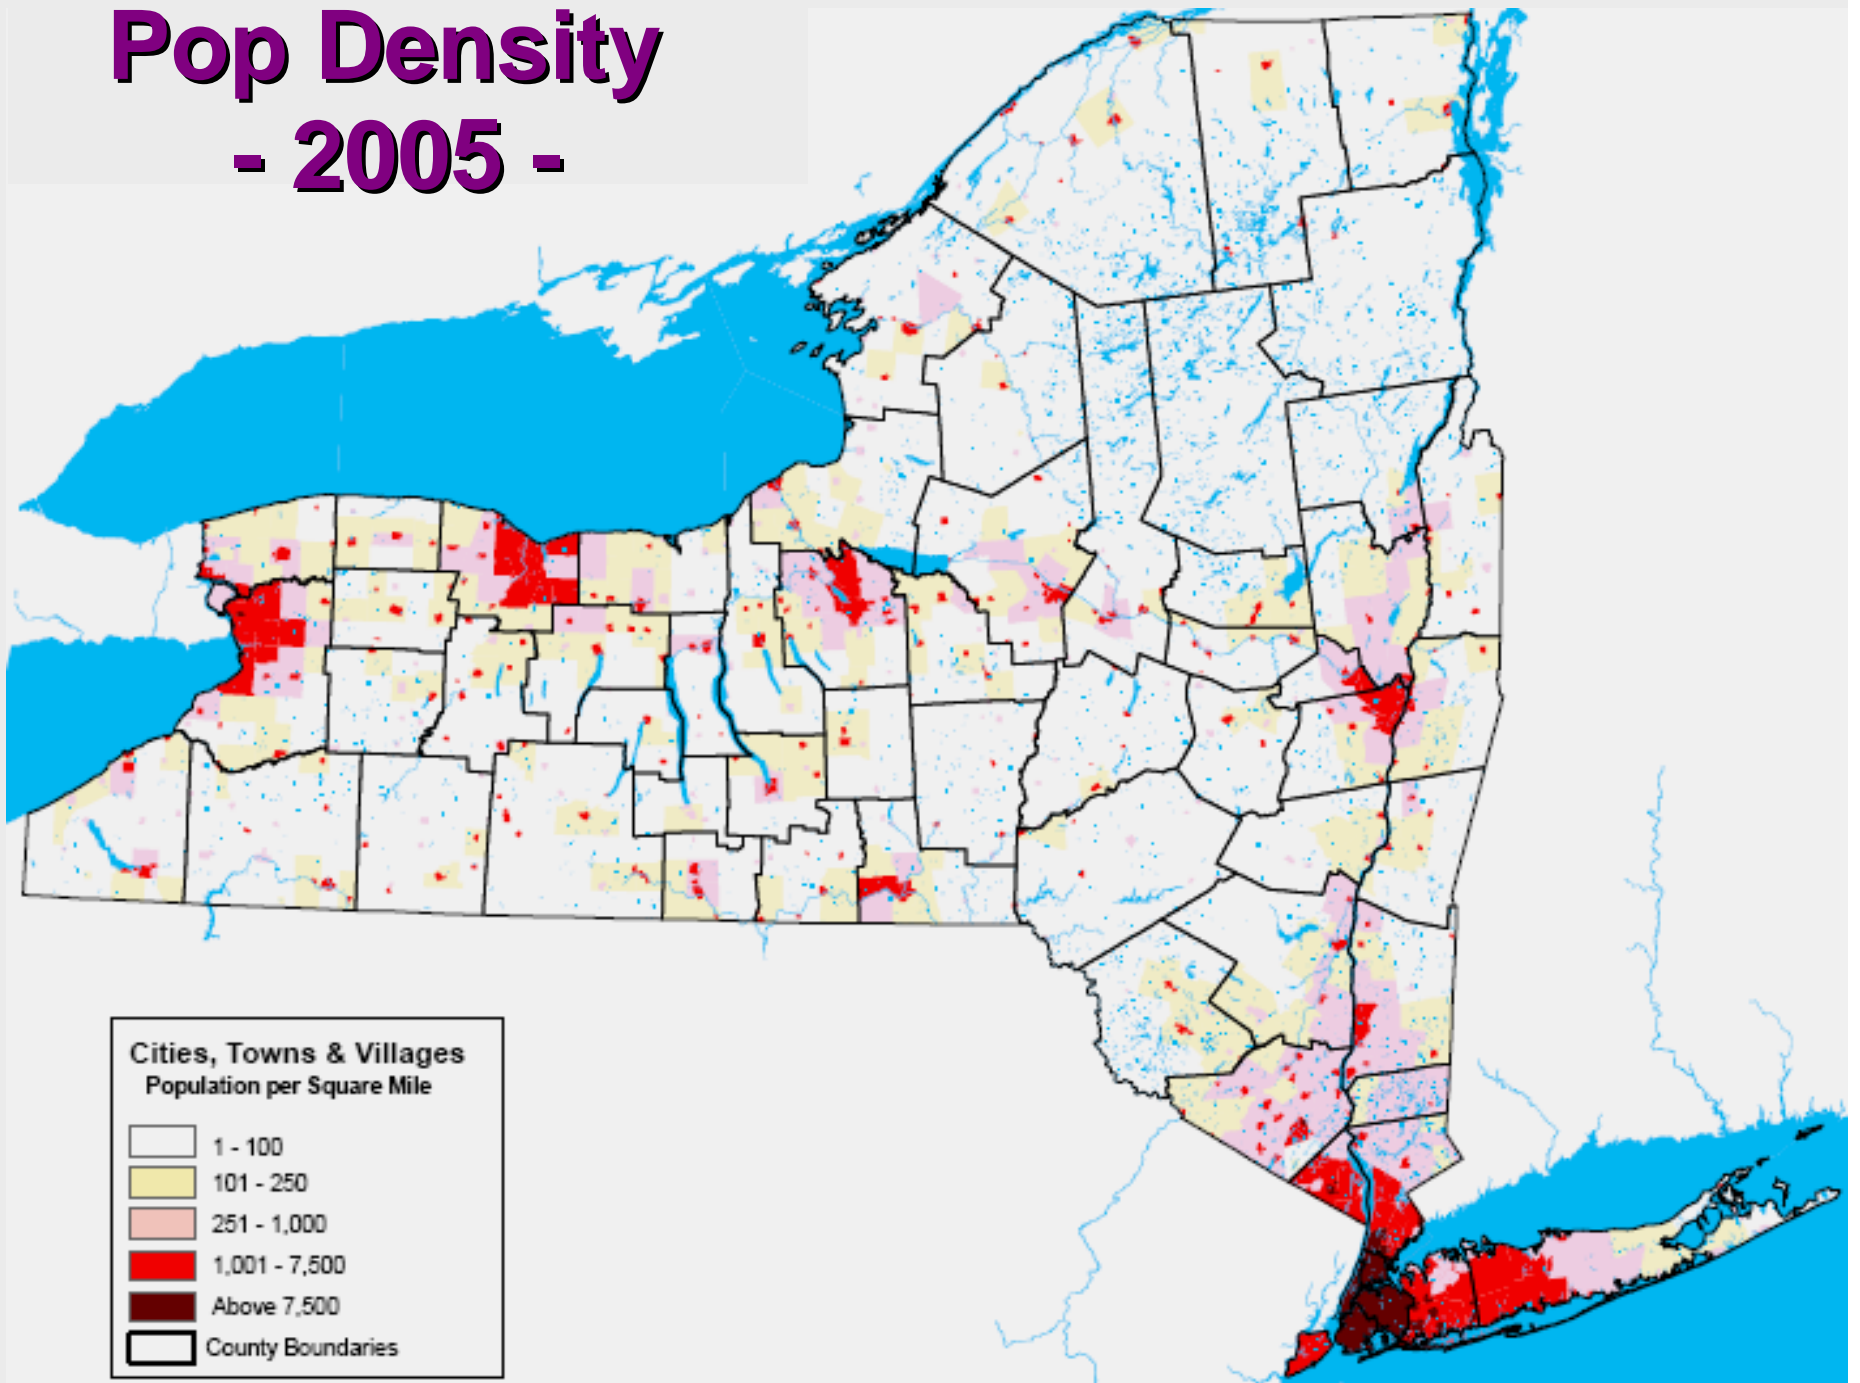 Pop Density
- 2005 -
Cities, Towns & Villages
Population per Square Mile
1 - 100
101 - 250
251 - 1,000
1,001 - 7,500
Above 7,500
County Boundaries